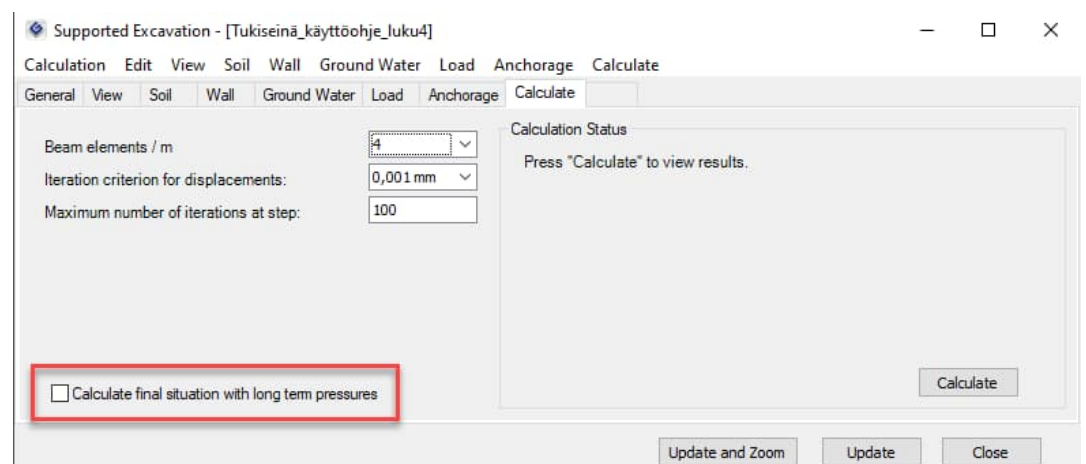 Supported Excavation - [Tukiseinä_käyttöohje_luku4]
Calculation Edit View Soil Wall Ground Water Load Anchorage Calculate
General View Soil Wall Ground Water Load Anchorage Calculate
Beam elements / m 4
Iteration criterion for displacements: 0,001 mm
Maximum number of iterations at step: 100
Calculation Status
Press "Calculate" to view results.
Calculate final situation with long term pressures
Calculate
Update and Zoom Update Close